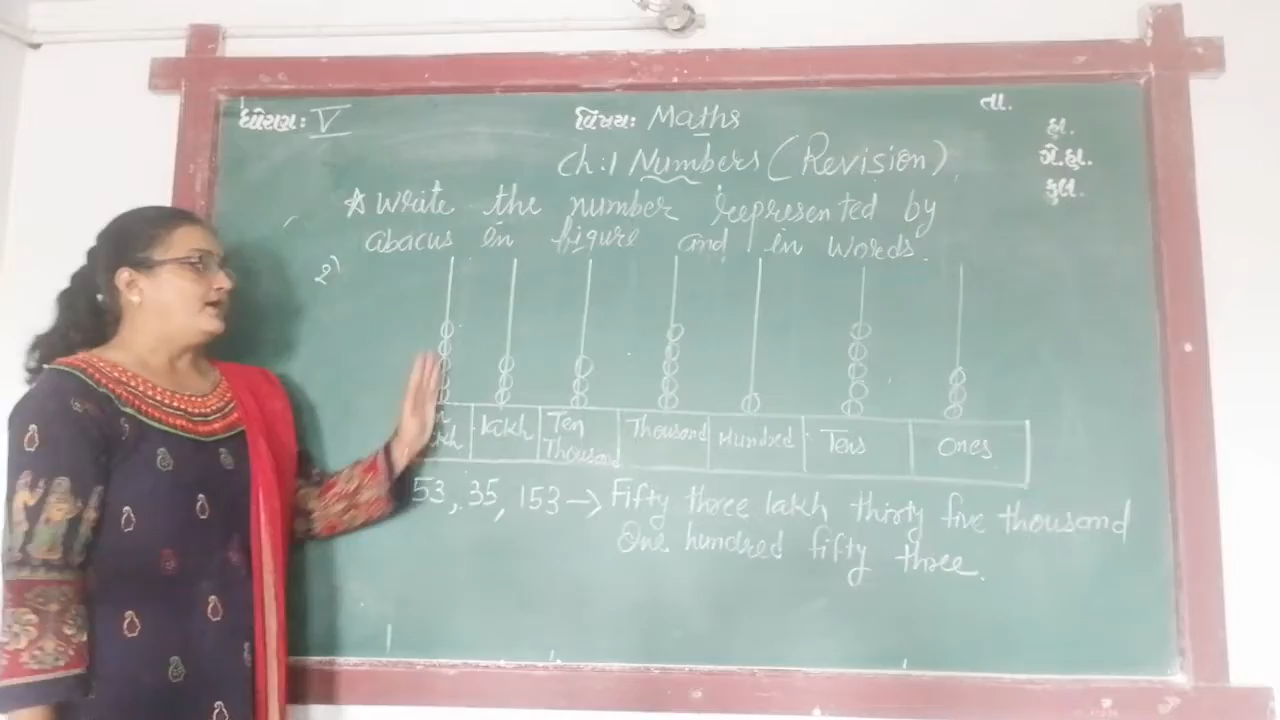 ધોરણ: V
વિષય: Maths
તા.
હા.
ગે.હા.
કુલ.
Ch:1 Numbers (Revision)
☆ Write the number represented by
abacus in figure and in words.
2)
Lakh
Ten Thousand
Thousand
Hundred
Tens
Ones
53, 35, 153 → Fifty three lakh thirty five thousand
One hundred fifty three.